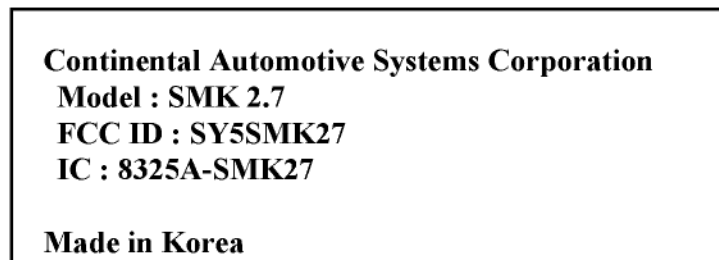 Continental Automotive Systems Corporation
Model : SMK 2.7
FCC ID : SY5SMK27
IC : 8325A-SMK27
Made in Korea